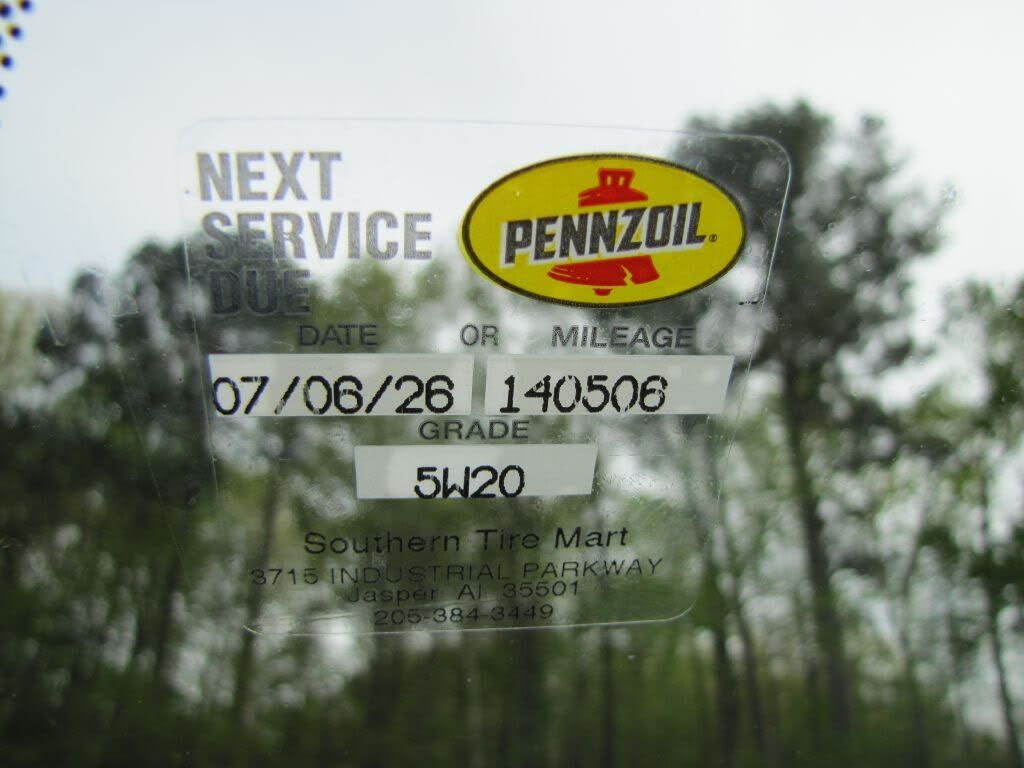 NEXT
SERVICE
DUE
PENNZOIL®
DATE OR MILEAGE
07/06/26 140506
GRADE
5W20
Southern Tire Mart
3715 INDUSTRIAL PARKWAY
Jasper Al 35501
205-384-3449